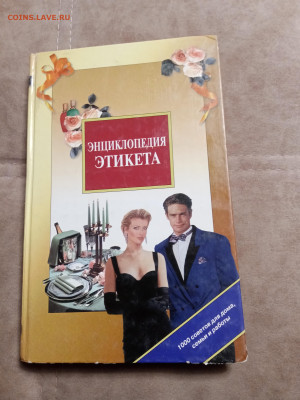 COINS.LAVE.RU
ЭНЦИКЛОПЕДИЯ
ЭТИКЕТА
1000 советов для дома,
семьи и работы